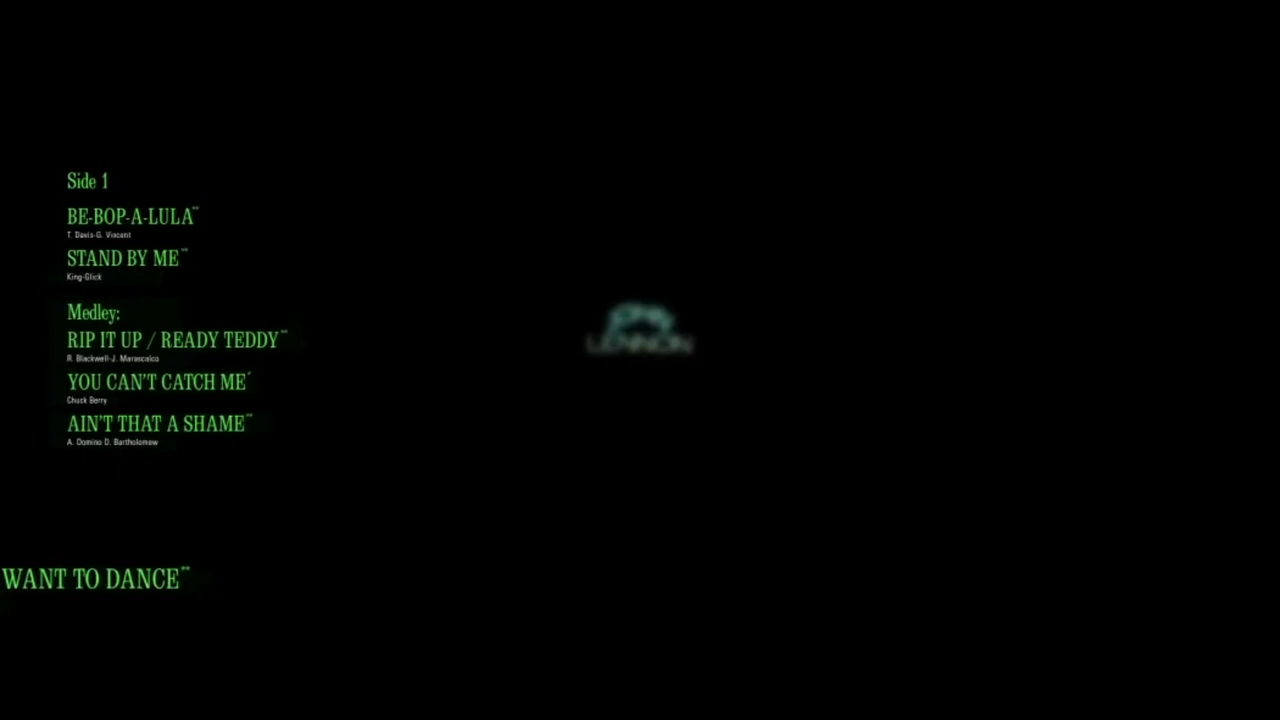 Side 1
BE-BOP-A-LULA**
T. Davis-G. Vincent
STAND BY ME**
King-Glick
Medley:
RIP IT UP / READY TEDDY**
R. Blackwell-J. Marascalco
YOU CAN'T CATCH ME*
Chuck Berry
AIN'T THAT A SHAME**
A. Domino D. Bartholomew
LENNON
WANT TO DANCE**